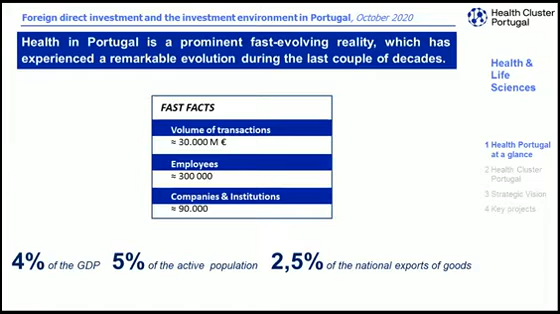 Foreign direct investment and the investment environment in Portugal, October 2020
Health Cluster
Portugal
Health in Portugal is a prominent fast-evolving reality, which has
experienced a remarkable evolution during the last couple of decades.
Health &
Life
Sciences
FAST FACTS
Volume of transactions
≈ 30.000 M €
Employees
≈ 300 000
Companies & Institutions
≈ 90.000
1 Health Portugal
at a glance
2 Health Cluster
Portugal
3 Strategic Vision
4 Key projects
4% of the GDP 5% of the active population 2,5% of the national exports of goods